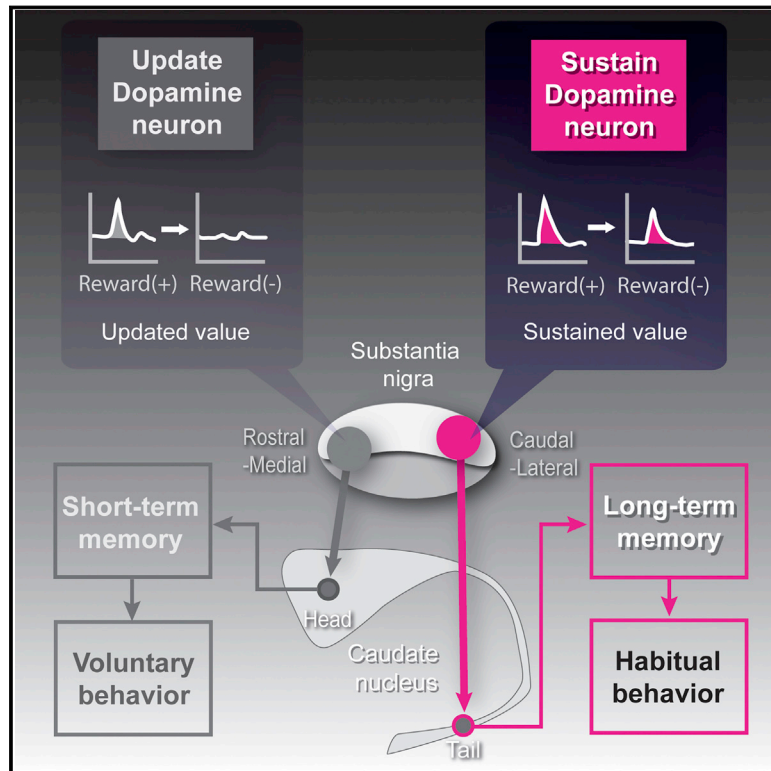 Update
Dopamine
neuron
Reward(+)
Reward(-)
Updated value
Sustain
Dopamine
neuron
Reward(+)
Reward(-)
Sustained value
Substantia
nigra
Rostral
-Medial
Caudal
-Lateral
Short-term
memory
Voluntary
behavior
Head
Caudate
nucleus
Tail
Long-term
memory
Habitual
behavior